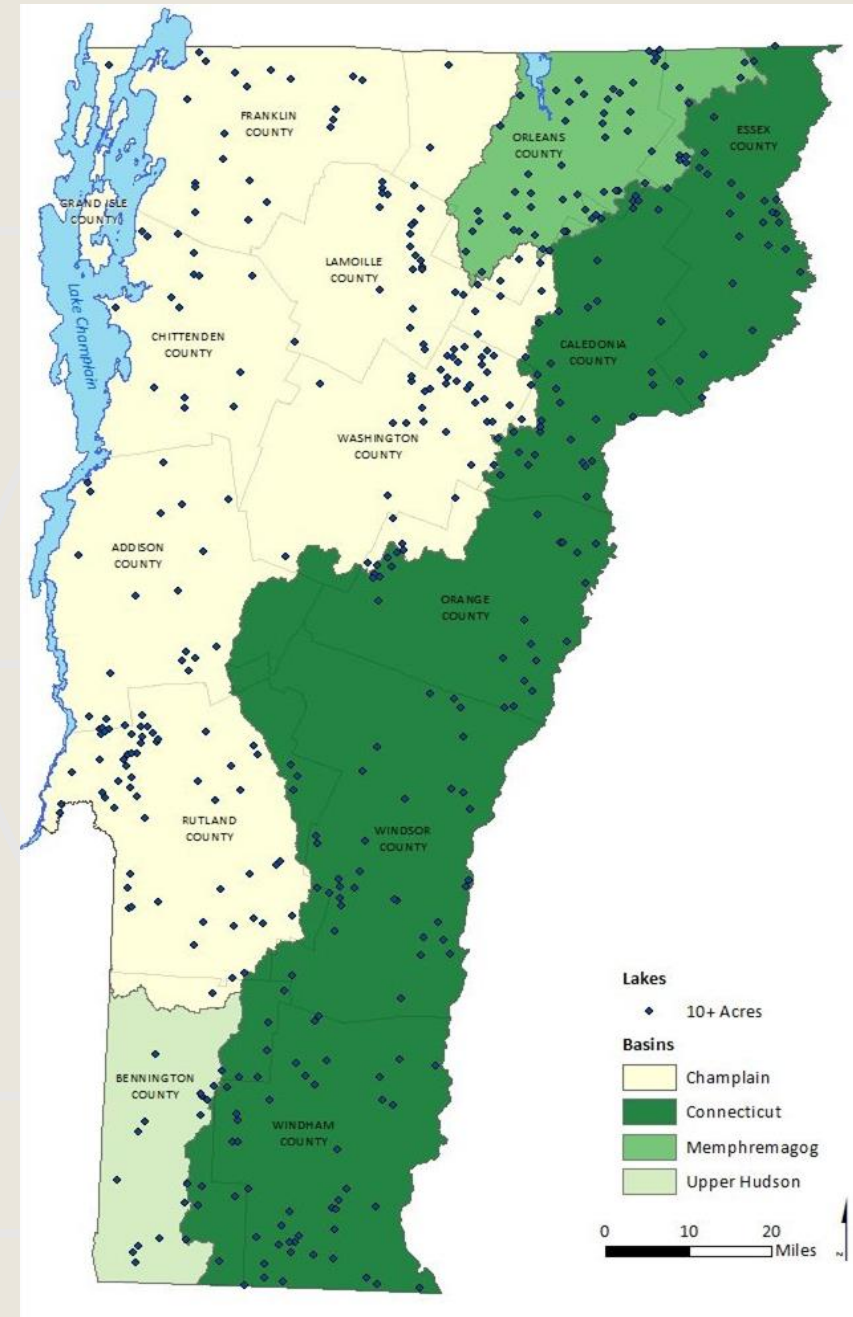 FRANKLIN
COUNTY
ORLEANS
COUNTY
ESSEX
COUNTY
GRAND ISLE
COUNTY
LAMOILLE
COUNTY
Lake Champlain
CHITTENDEN
COUNTY
CALEDONIA
COUNTY
WASHINGTON
COUNTY
ADDISON
COUNTY
ORANGE
COUNTY
RUTLAND
COUNTY
WINDSOR
COUNTY
BENNINGTON
COUNTY
WINDHAM
COUNTY
Lakes
10+ Acres
Basins
Champlain
Connecticut
Memphremagog
Upper Hudson
0 10 20
Miles
N